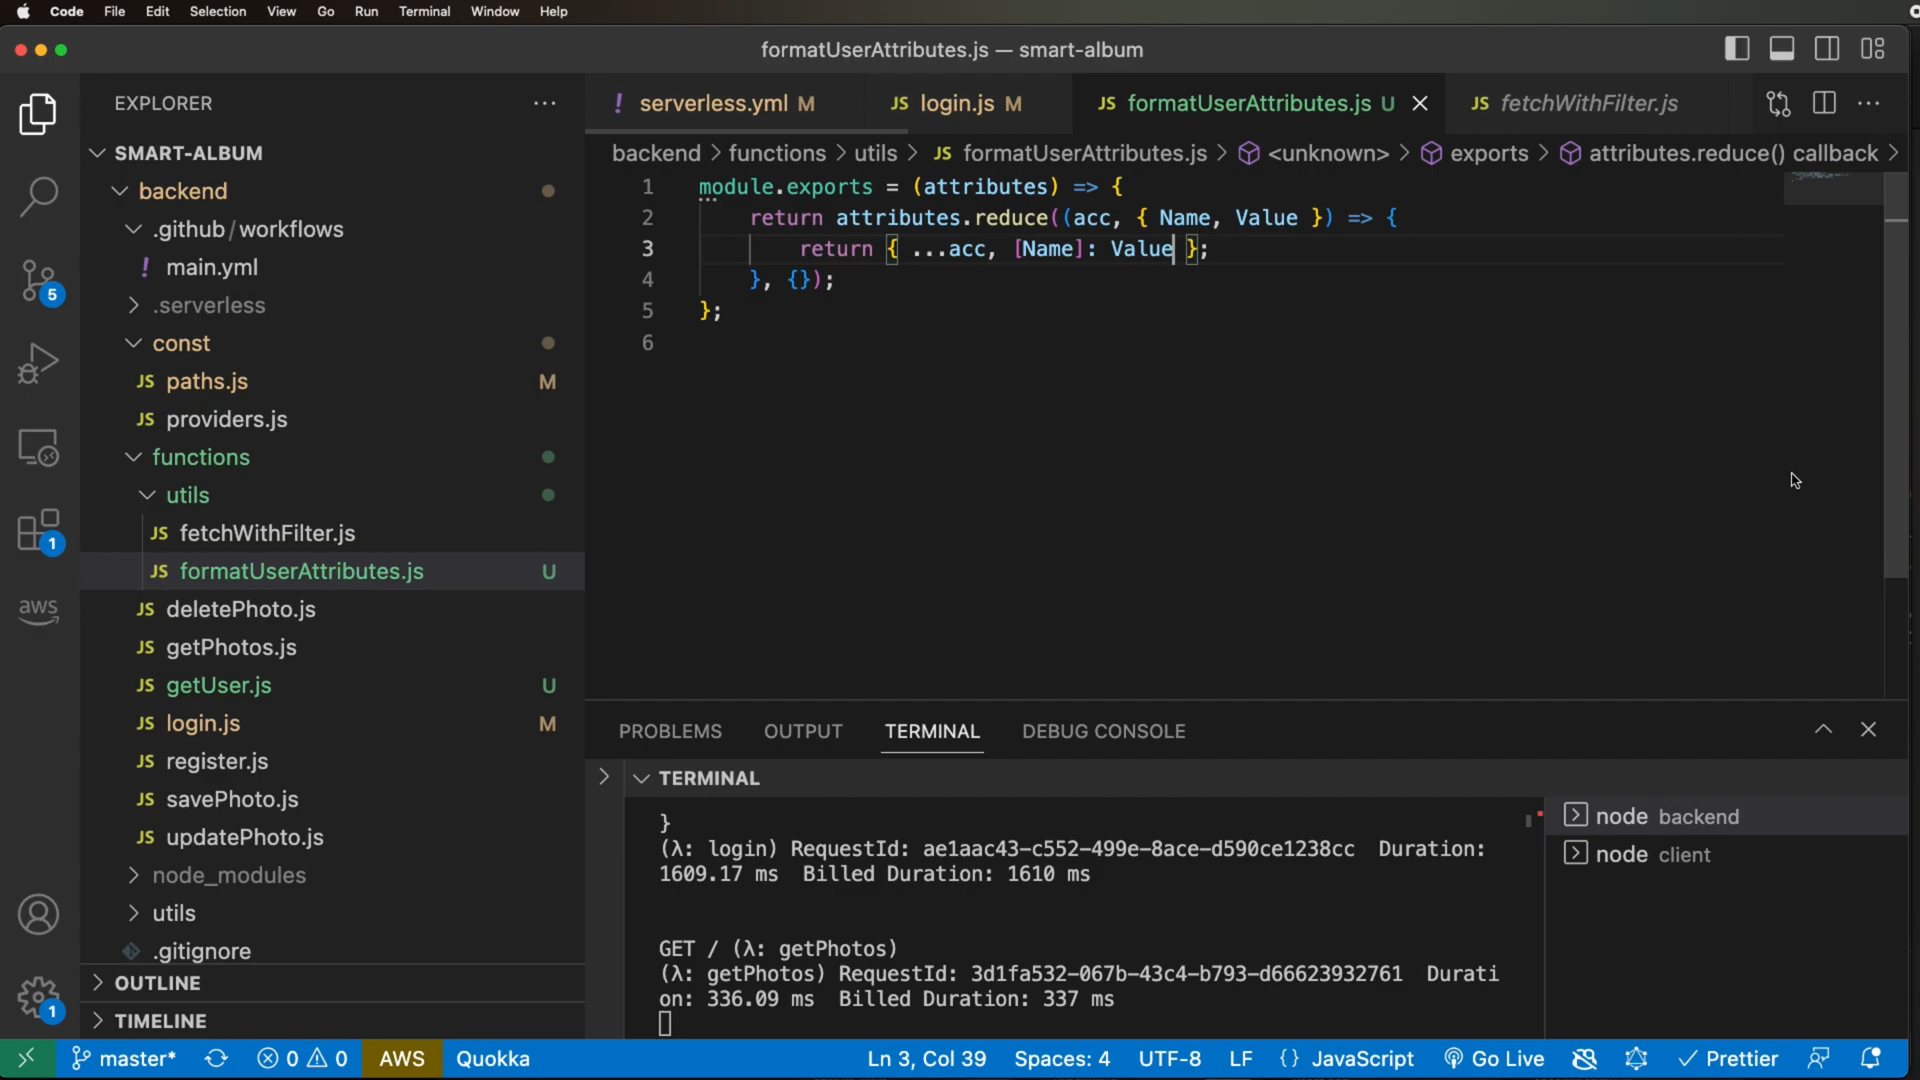 Code File Edit Selection View Go Run Terminal Window Help
formatUserAttributes.js — smart-album
EXPLORER
SMART-ALBUM
backend
.github/workflows
! main.yml
.serverless
const
JS paths.js M
JS providers.js
functions
utils
JS fetchWithFilter.js
JS formatUserAttributes.js U
JS deletePhoto.js
JS getPhotos.js
JS getUser.js U
JS login.js M
JS register.js
JS savePhoto.js
JS updatePhoto.js
node_modules
utils
.gitignore
OUTLINE
TIMELINE
5
1
aws
1
! serverless.yml M JS login.js M JS formatUserAttributes.js U JS fetchWithFilter.js
backend > functions > utils > JS formatUserAttributes.js > <unknown> > exports > attributes.reduce() callback >
1 module.exports = (attributes) => {
2 return attributes.reduce((acc, { Name, Value }) => {
3 return { ...acc, [Name]: Value };
4 }, {});
5 };
6
PROBLEMS OUTPUT TERMINAL DEBUG CONSOLE
TERMINAL
}
(λ: login) RequestId: ae1aac43-c552-499e-8ace-d590ce1238cc Duration:
1609.17 ms Billed Duration: 1610 ms
GET / (λ: getPhotos)
(λ: getPhotos) RequestId: 3d1fa532-067b-43c4-b793-d66623932761 Durati
on: 336.09 ms Billed Duration: 337 ms
node backend
node client
master* 0 0 AWS Quokka Ln 3, Col 39 Spaces: 4 UTF-8 LF {} JavaScript Go Live Prettier